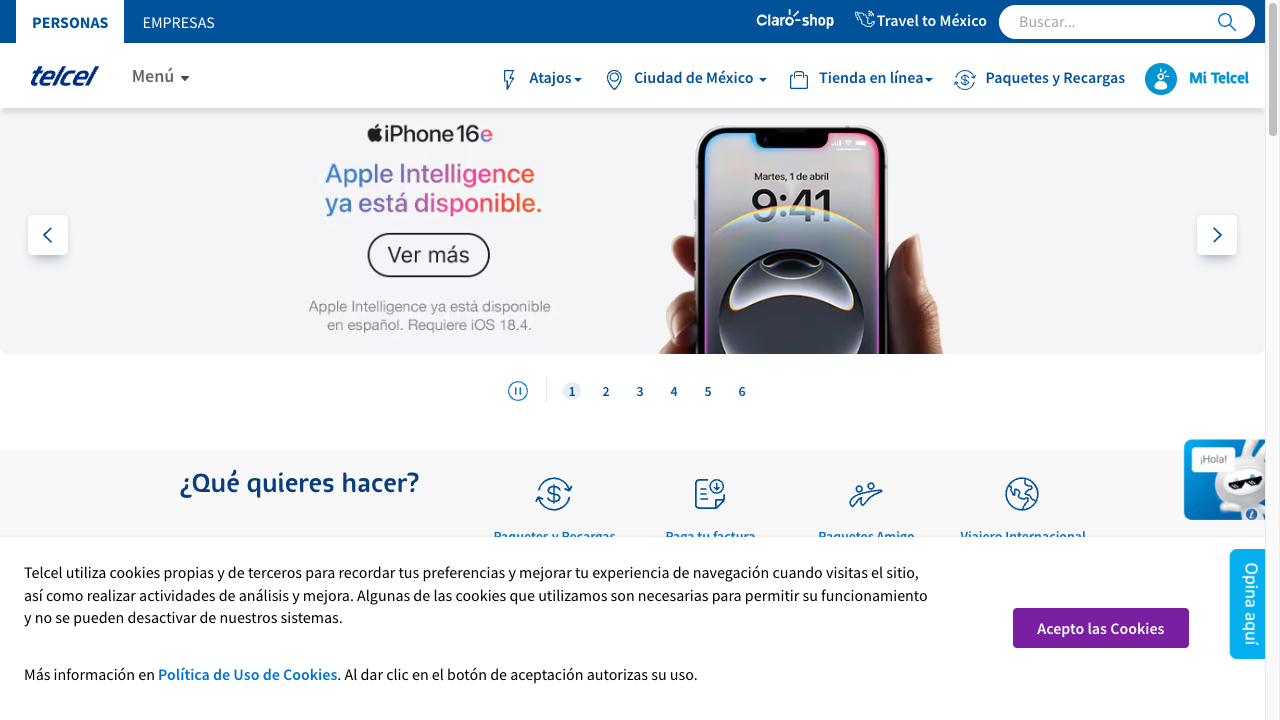 PERSONAS
EMPRESAS
Claro-shop
Travel to México
Buscar...
telcel
Menú
Atajos
Ciudad de México
Tienda en línea
Paquetes y Recargas
Mi Telcel
iPhone 16e
Apple Intelligence
ya está disponible.
Ver más
Apple Intelligence ya está disponible
en español. Requiere iOS 18.4.
Martes, 1 de abril
9:41
1 2 3 4 5 6
¿Qué quieres hacer?
¡Hola!
Paquetes y Recargas
Paga tu factura
Paquetes Amigo
Viajero Internacional
Telcel utiliza cookies propias y de terceros para recordar tus preferencias y mejorar tu experiencia de navegación cuando visitas el sitio,
así como realizar actividades de análisis y mejora. Algunas de las cookies que utilizamos son necesarias para permitir su funcionamiento
y no se pueden desactivar de nuestros sistemas.
Acepto las Cookies
Opina aquí
Más información en Política de Uso de Cookies. Al dar clic en el botón de aceptación autorizas su uso.